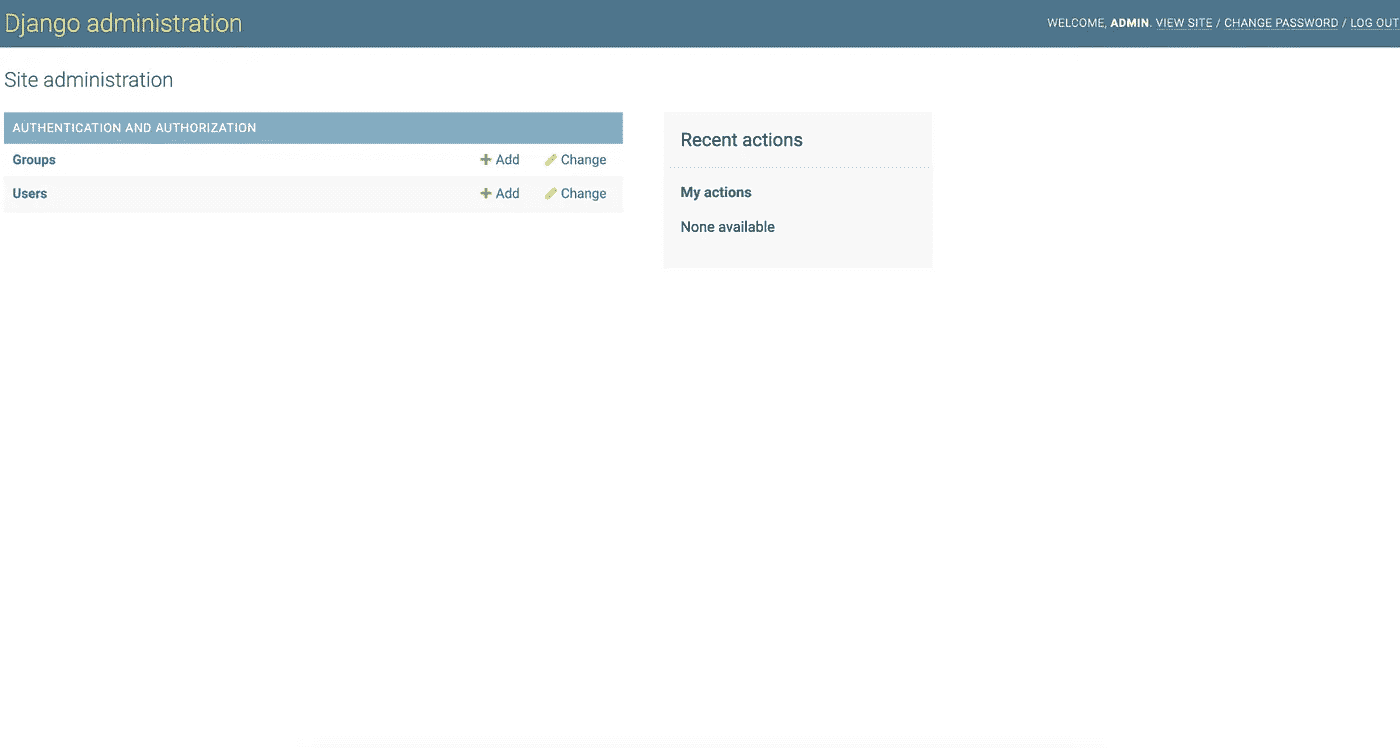 Django administration
WELCOME, ADMIN. VIEW SITE / CHANGE PASSWORD / LOG OUT
Site administration
AUTHENTICATION AND AUTHORIZATION
Groups Add Change
Users Add Change
Recent actions
My actions
None available